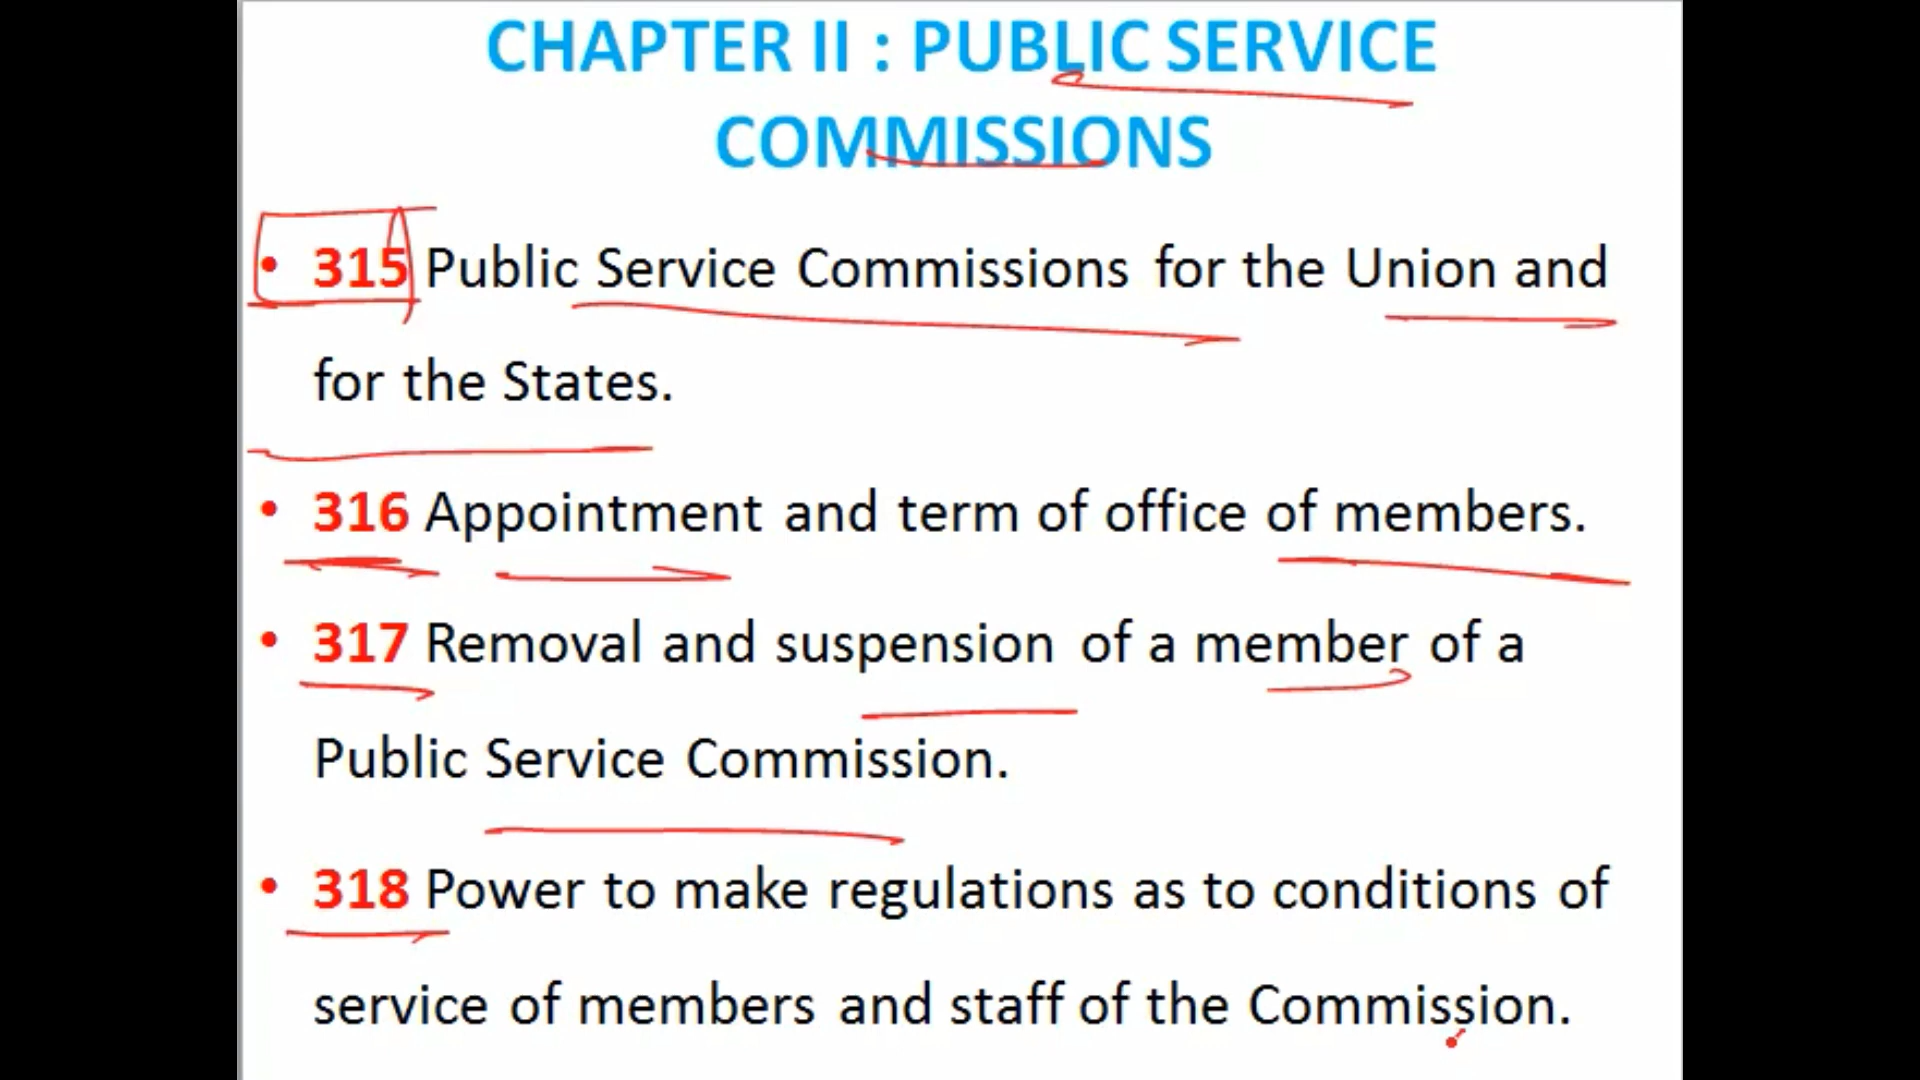 CHAPTER II : PUBLIC SERVICE
COMMISSIONS
• 315 Public Service Commissions for the Union and
for the States.
• 316 Appointment and term of office of members.
• 317 Removal and suspension of a member of a
Public Service Commission.
• 318 Power to make regulations as to conditions of
service of members and staff of the Commission.